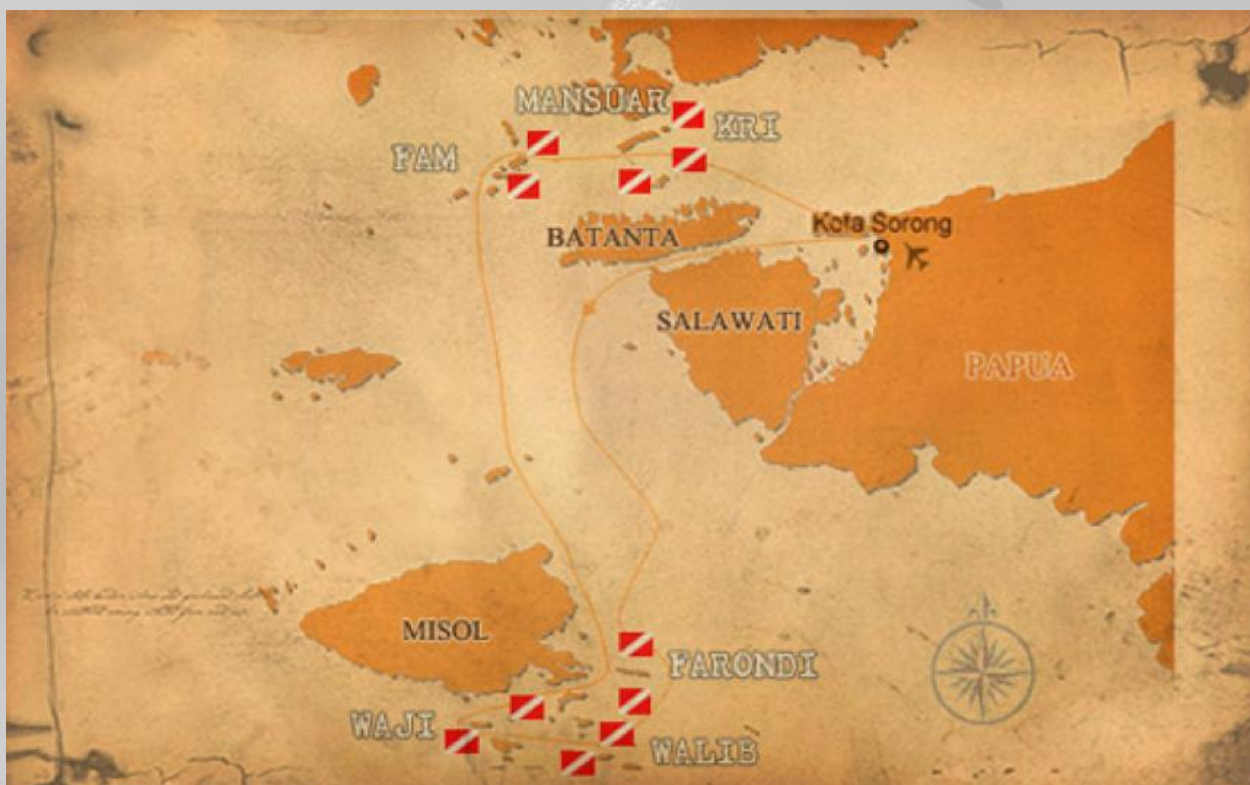 MANSUAR
KRI
FAM
Kota Sorong
BATANTA
SALAWATI
PAPUA
MISOL
FARONDI
WAJI
WALIB